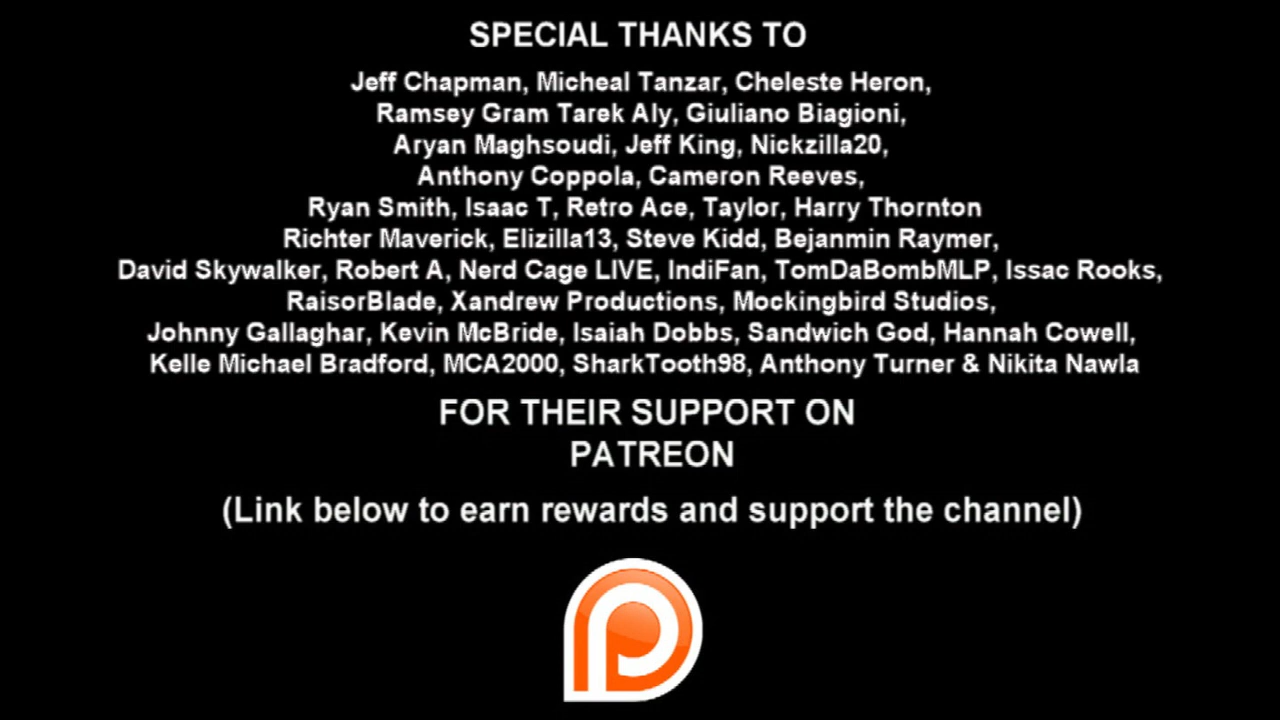 SPECIAL THANKS TO
Jeff Chapman, Micheal Tanzar, Cheleste Heron,
Ramsey Gram Tarek Aly, Giuliano Biagioni,
Aryan Maghsoudi, Jeff King, Nickzilla20,
Anthony Coppola, Cameron Reeves,
Ryan Smith, Isaac T, Retro Ace, Taylor, Harry Thornton
Richter Maverick, Elizilla13, Steve Kidd, Bejanmin Raymer,
David Skywalker, Robert A, Nerd Cage LIVE, IndiFan, TomDaBombMLP, Issac Rooks,
RaisorBlade, Xandrew Productions, Mockingbird Studios,
Johnny Gallaghar, Kevin McBride, Isaiah Dobbs, Sandwich God, Hannah Cowell,
Kelle Michael Bradford, MCA2000, SharkTooth98, Anthony Turner & Nikita Nawla
FOR THEIR SUPPORT ON
PATREON
(Link below to earn rewards and support the channel)